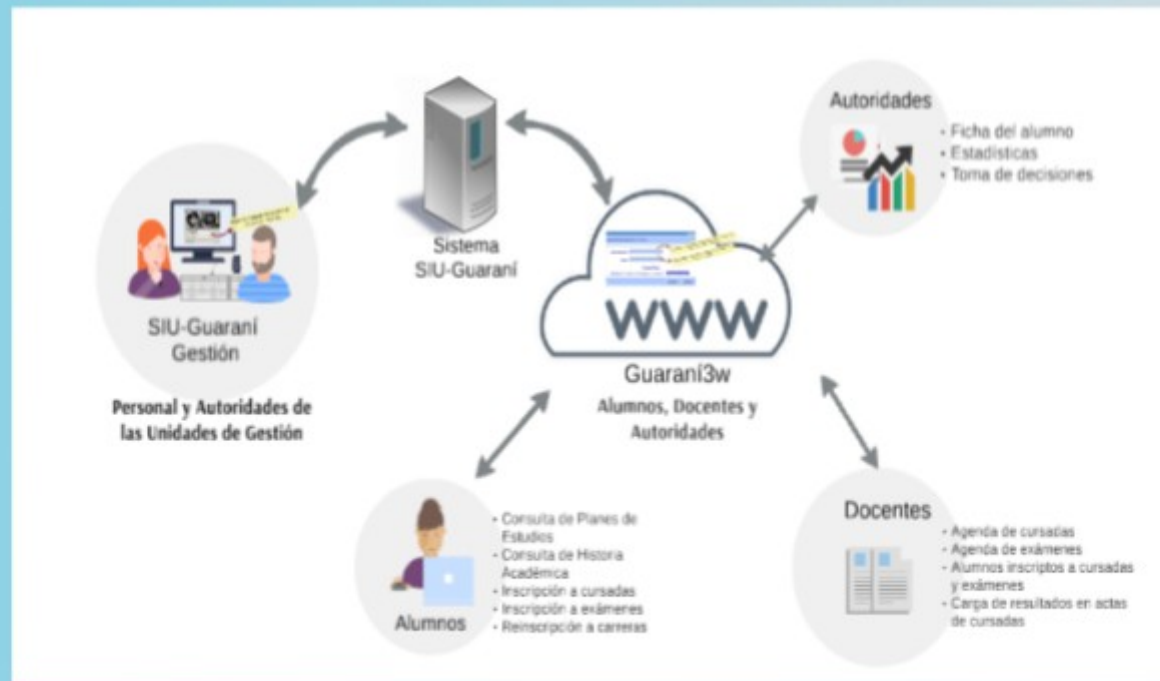 Autoridades
• Ficha del alumno
• Estadísticas
• Toma de decisiones
Sistema
SIU-Guaraní
SIU-Guaraní
Gestión
Personal y Autoridades de
las Unidades de Gestión
WWW
Guaraní3w
Alumnos, Docentes y
Autoridades
Alumnos
• Consulta de Planes de
Estudios
• Consulta de Historia
Académica
• Inscripción a cursadas
• Inscripción a exámenes
• Reinscripción a carreras
Docentes
• Agenda de cursadas
• Agenda de exámenes
• Alumnos inscriptos a cursadas
y exámenes
• Carga de resultados en actas
de cursadas